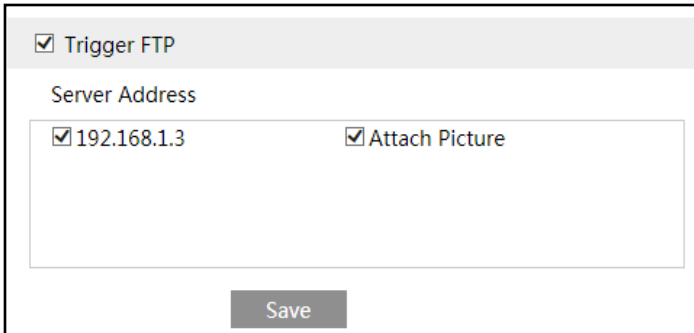 Trigger FTP
Server Address
192.168.1.3 Attach Picture
Save